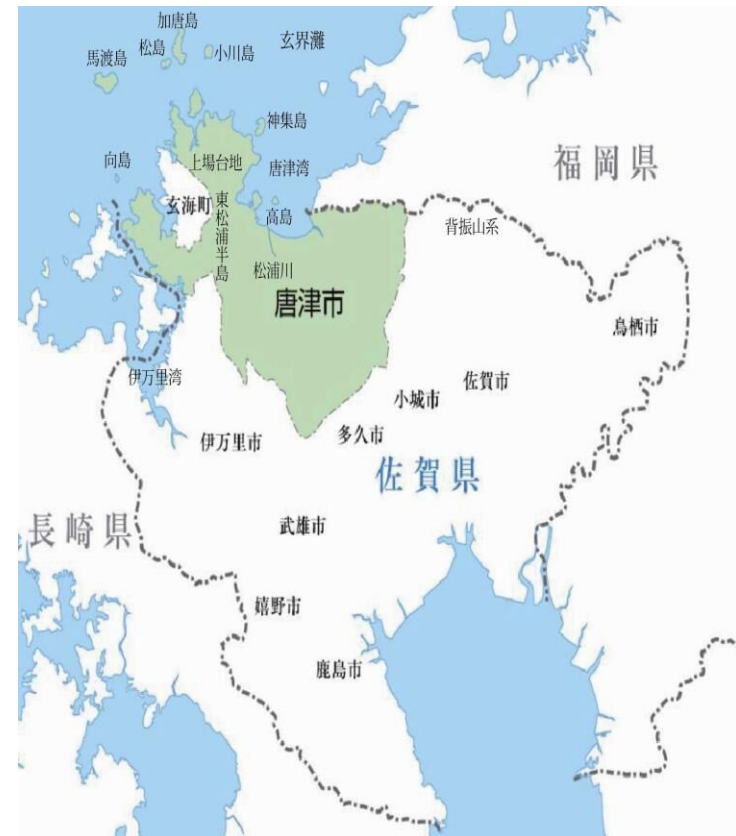 加唐島
松島
小川島
玄界灘
馬渡島
神集島
向島
上場台地
唐津湾
福岡県
玄海町
東松浦半島
高島
背振山系
松浦川
唐津市
鳥栖市
伊万里湾
佐賀市
小城市
多久市
伊万里市
佐賀県
長崎県
武雄市
嬉野市
鹿島市